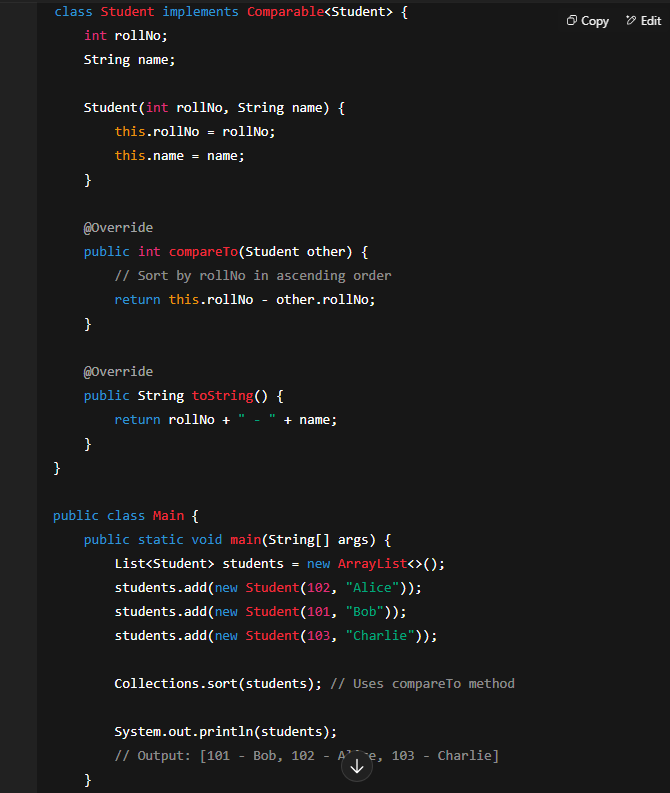 class Student implements Comparable<Student> {
Copy Edit
int rollNo;
String name;
Student(int rollNo, String name) {
this.rollNo = rollNo;
this.name = name;
}
@Override
public int compareTo(Student other) {
// Sort by rollNo in ascending order
return this.rollNo - other.rollNo;
}
@Override
public String toString() {
return rollNo + " - " + name;
}
}
public class Main {
public static void main(String[] args) {
List<Student> students = new ArrayList<>();
students.add(new Student(102, "Alice"));
students.add(new Student(101, "Bob"));
students.add(new Student(103, "Charlie"));
Collections.sort(students); // Uses compareTo method
System.out.println(students);
// Output: [101 - Bob, 102 - Alice, 103 - Charlie]
}